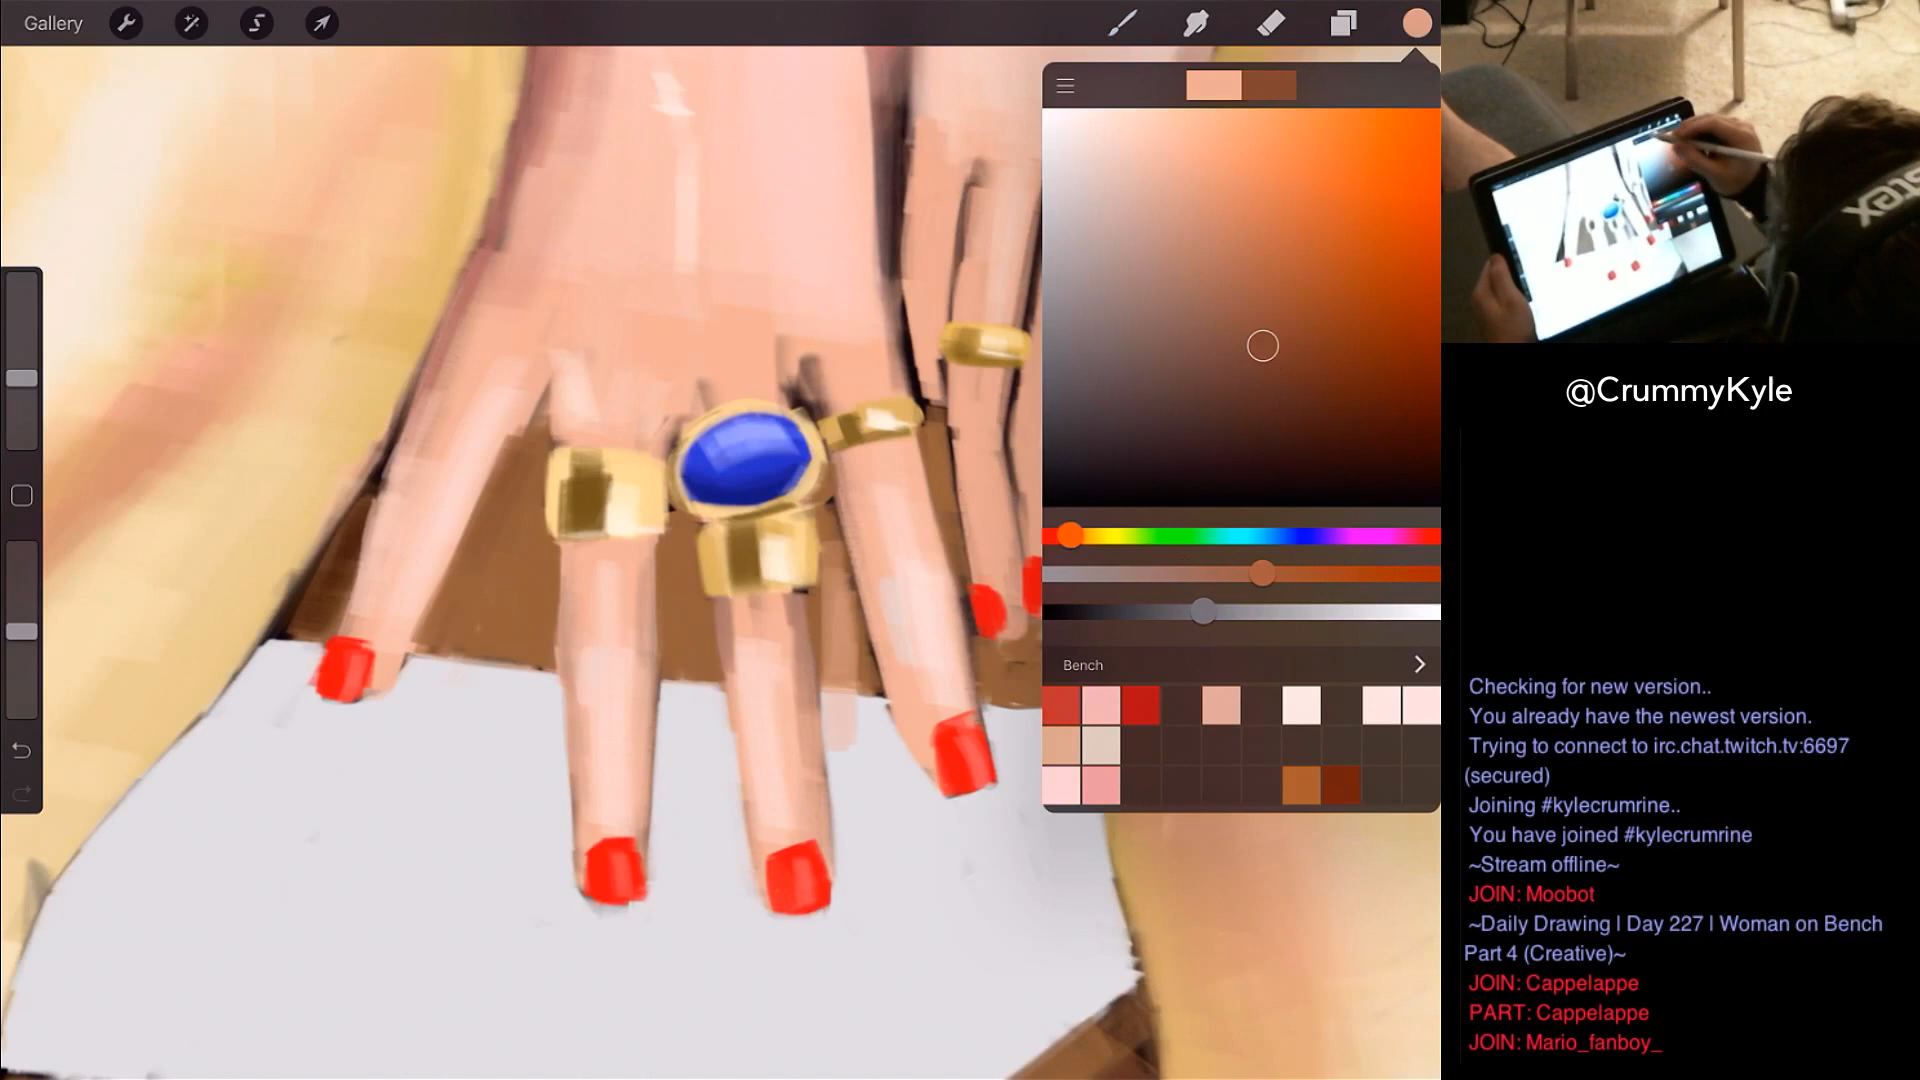 Gallery
Bench
@CrummyKyle
Checking for new version..
You already have the newest version.
Trying to connect to irc.chat.twitch.tv:6697
(secured)
Joining #kylecrumrine..
You have joined #kylecrumrine
~Stream offline~
JOIN: Moobot
~Daily Drawing | Day 227 | Woman on Bench
Part 4 (Creative)~
JOIN: Cappelappe
PART: Cappelappe
JOIN: Mario_fanboy_